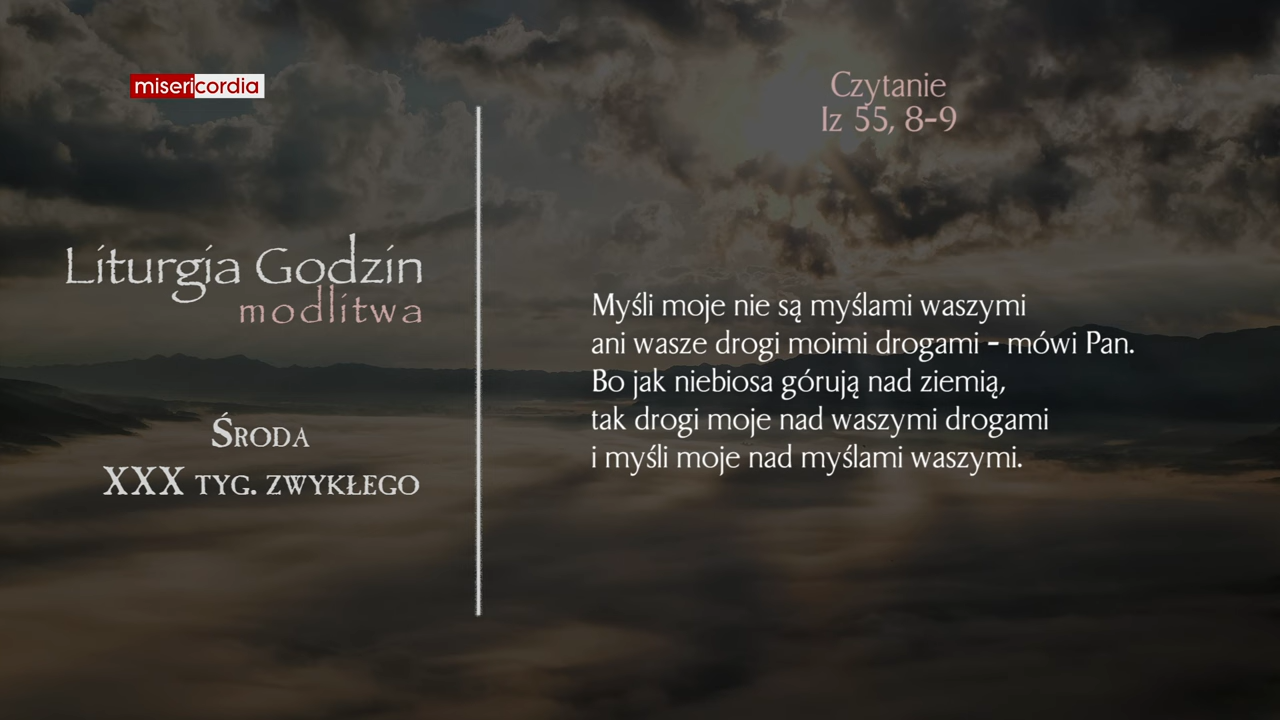 misericordia
Liturgia Godzin
modlitwa
Środa
XXX tyg. zwykłego
Czytanie
Iz 55, 8-9
Myśli moje nie są myślami waszymi
ani wasze drogi moimi drogami - mówi Pan.
Bo jak niebiosa górują nad ziemią,
tak drogi moje nad waszymi drogami
i myśli moje nad myślami waszymi.